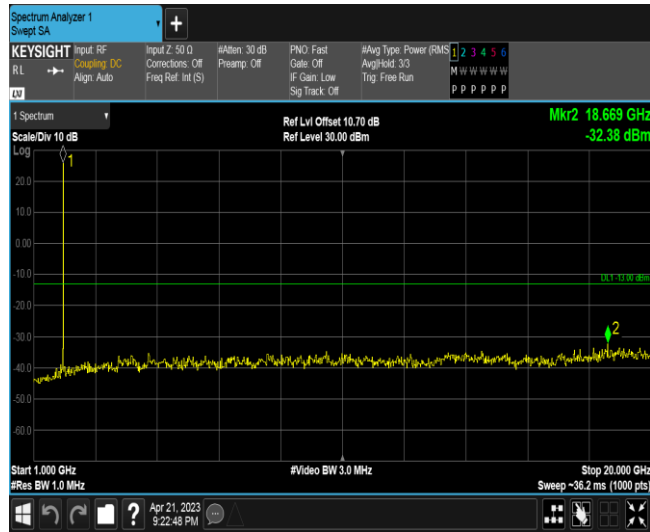 Spectrum Analyzer 1
Swept SA
+
KEYSIGHT
RL
LXI
Input: RF
Coupling: DC
Align: Auto
Input Z: 50 Ω
Corrections: Off
Freq Ref: Int (S)
#Atten: 30 dB
Preamp: Off
PNO: Fast
Gate: Off
IF Gain: Low
Sig Track: Off
#Avg Type: Power (RMS
Avg|Hold: 3/3
Trig: Free Run
1 2 3 4 5 6
M W W W W W
P P P P P P
1 Spectrum
Scale/Div 10 dB
Log
Ref Lvl Offset 10.70 dB
Ref Level 30.00 dBm
Mkr2 18.669 GHz
-32.38 dBm
1
20.0
10.0
0.00
-10.0
DL1 -13.00 dBm
-20.0
-30.0
2
-40.0
-50.0
-60.0
Start 1.000 GHz
#Res BW 1.0 MHz
#Video BW 3.0 MHz
Stop 20.000 GHz
Sweep ~36.2 ms (1000 pts)
?
Apr 21, 2023
9:22:48 PM